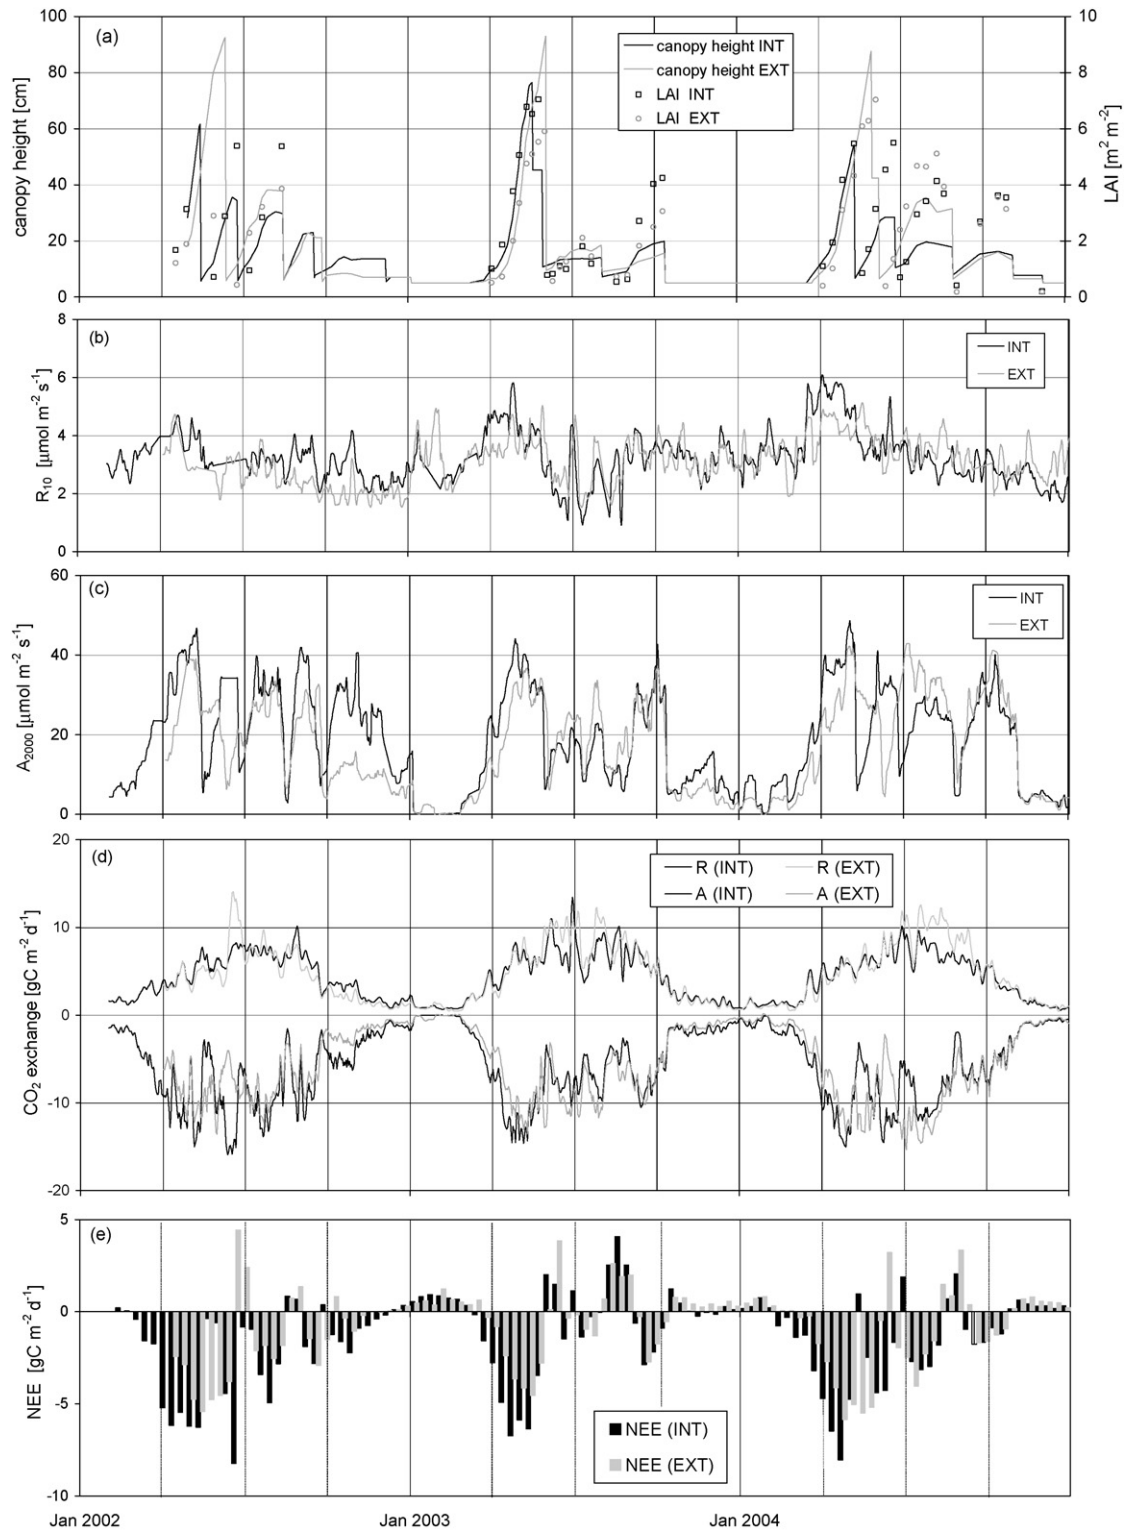 (a)
canopy height [cm]
100
80
60
40
20
0
canopy height INT
canopy height EXT
LAI INT
LAI EXT
10
8
6
4
2
0
LAI [m² m⁻²]
(b)
R₁₀ [µmol m⁻² s⁻¹]
8
6
4
2
0
INT
EXT
(c)
A₂₀₀₀ [µmol m⁻² s⁻¹]
60
40
20
0
INT
EXT
(d)
CO₂ exchange [gC m⁻² d⁻¹]
20
10
0
-10
-20
R (INT) R (EXT)
A (INT) A (EXT)
(e)
NEE [gC m⁻² d⁻¹]
5
0
-5
-10
NEE (INT)
NEE (EXT)
Jan 2002 Jan 2003 Jan 2004